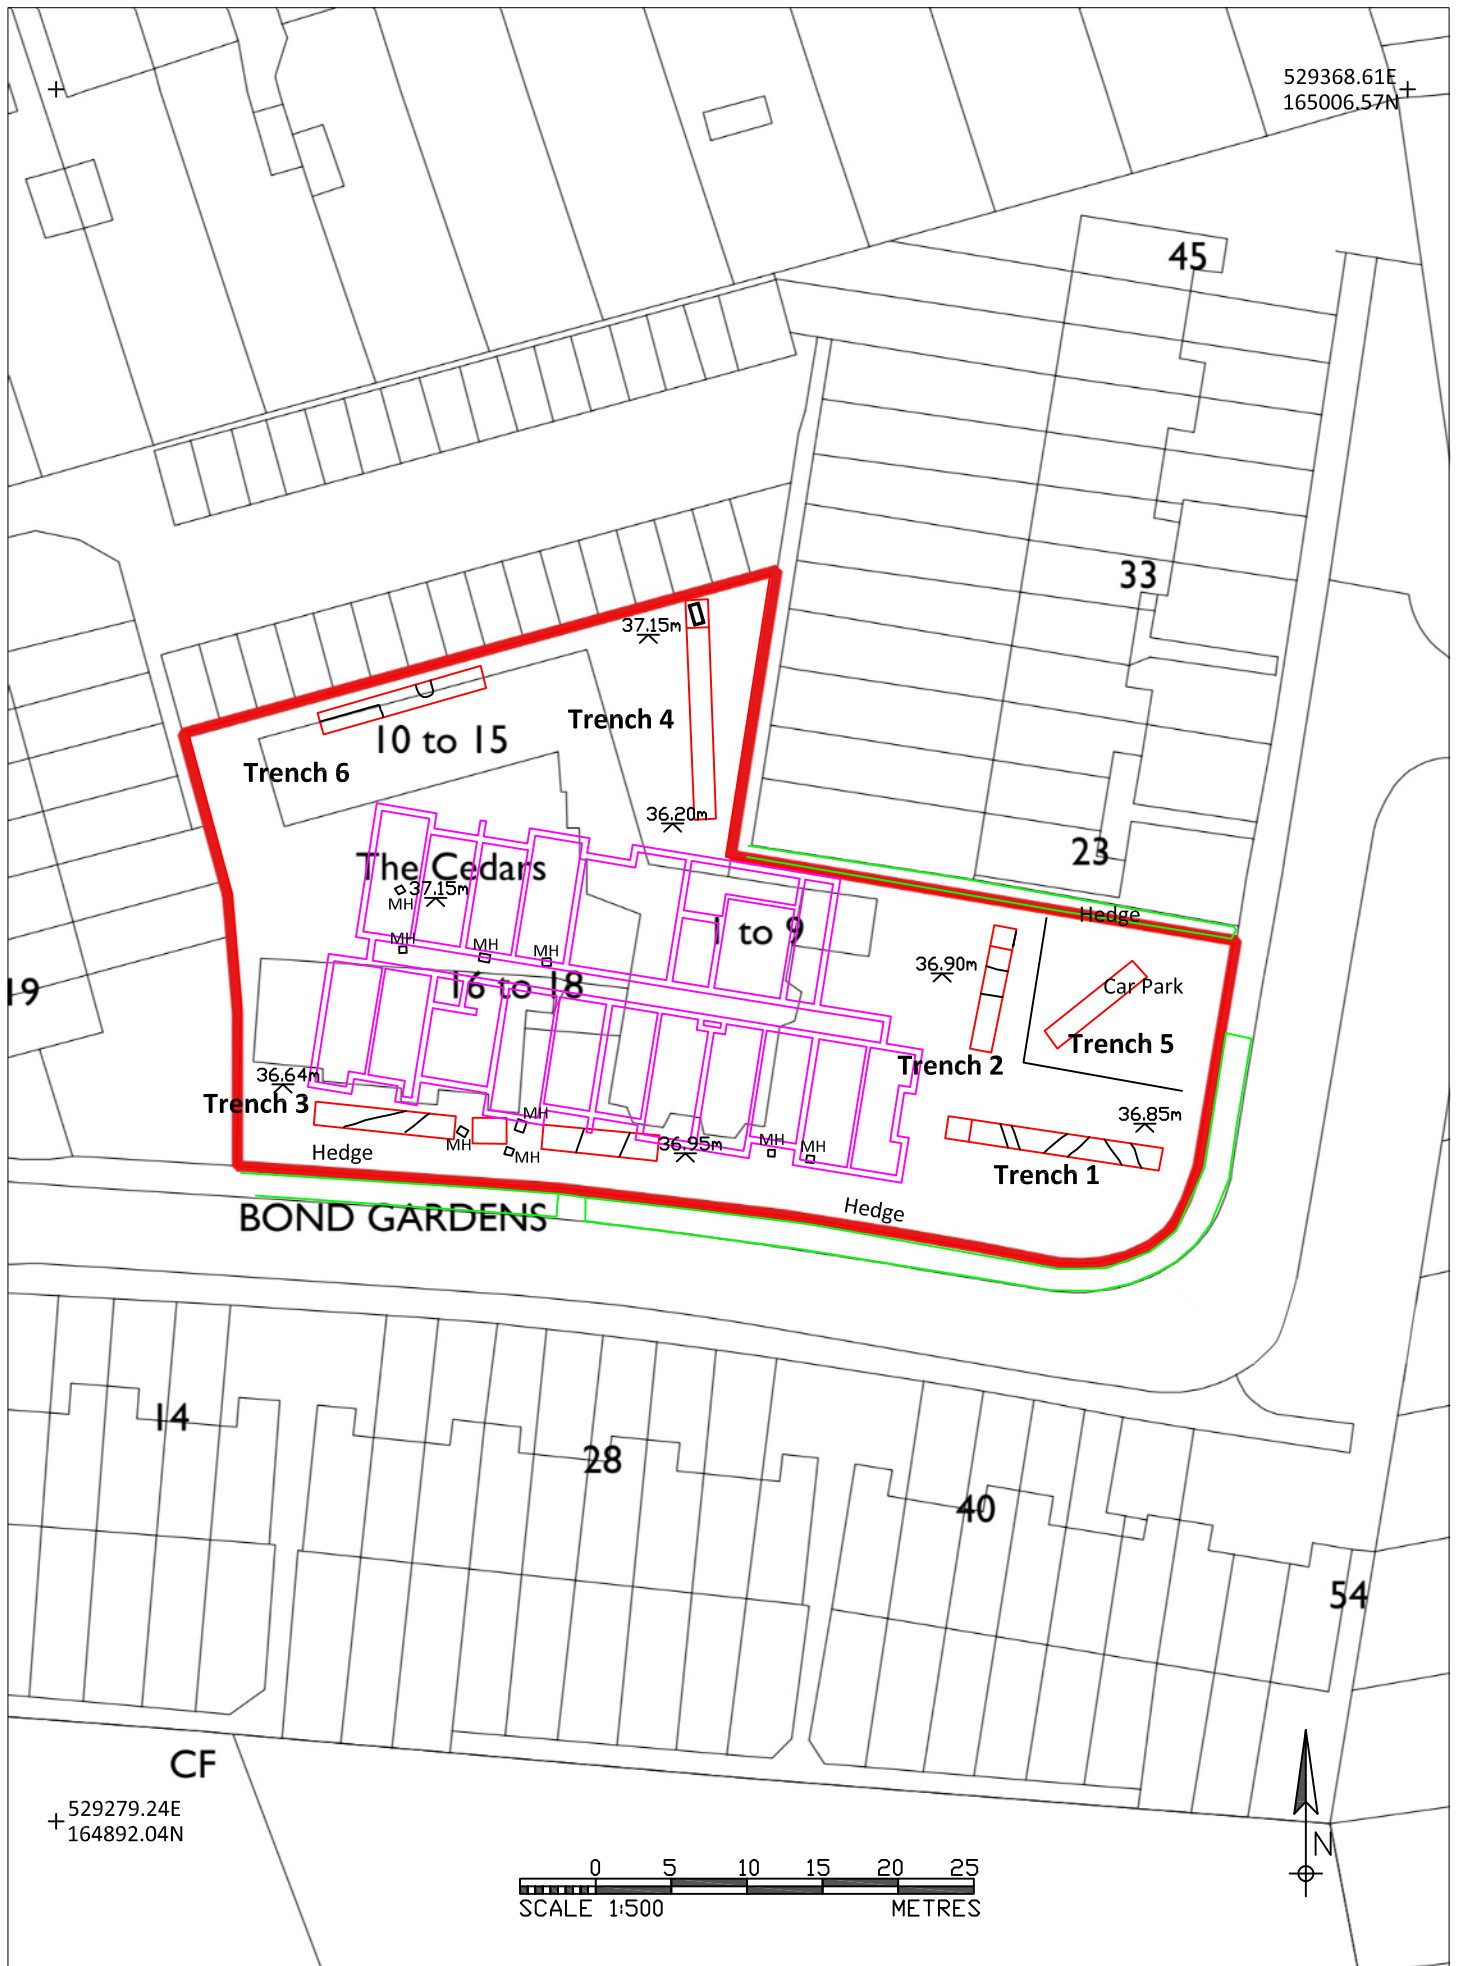 529368.61E
165006.57N
45
33
37.15m
Trench 4
10 to 15
Trench 6
36.20m
23
The Cedars
37.15m
MH
Hedge
1 to 9
MH
MH
MH
36.90m
16 to 18
Car Park
19
Trench 5
Trench 2
36.64m
Trench 3
36.85m
MH
MH
MH
36.95m
MH
MH
Hedge
Trench 1
Hedge
BOND GARDENS
14
28
40
54
CF
529279.24E
164892.04N
N
0 5 10 15 20 25
SCALE 1:500 METRES